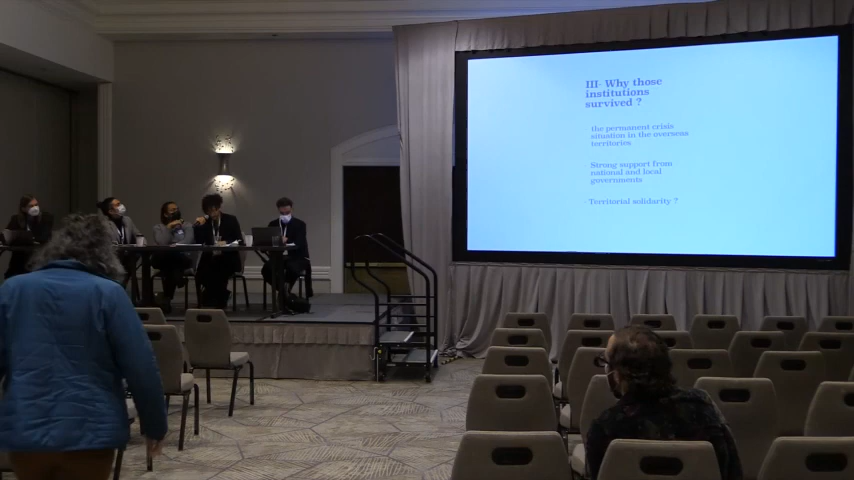 III- Why those
institutions
survived ?
the permanent crisis
situation in the overseas
territories
Strong support from
national and local
governments
- Territorial solidarity ?